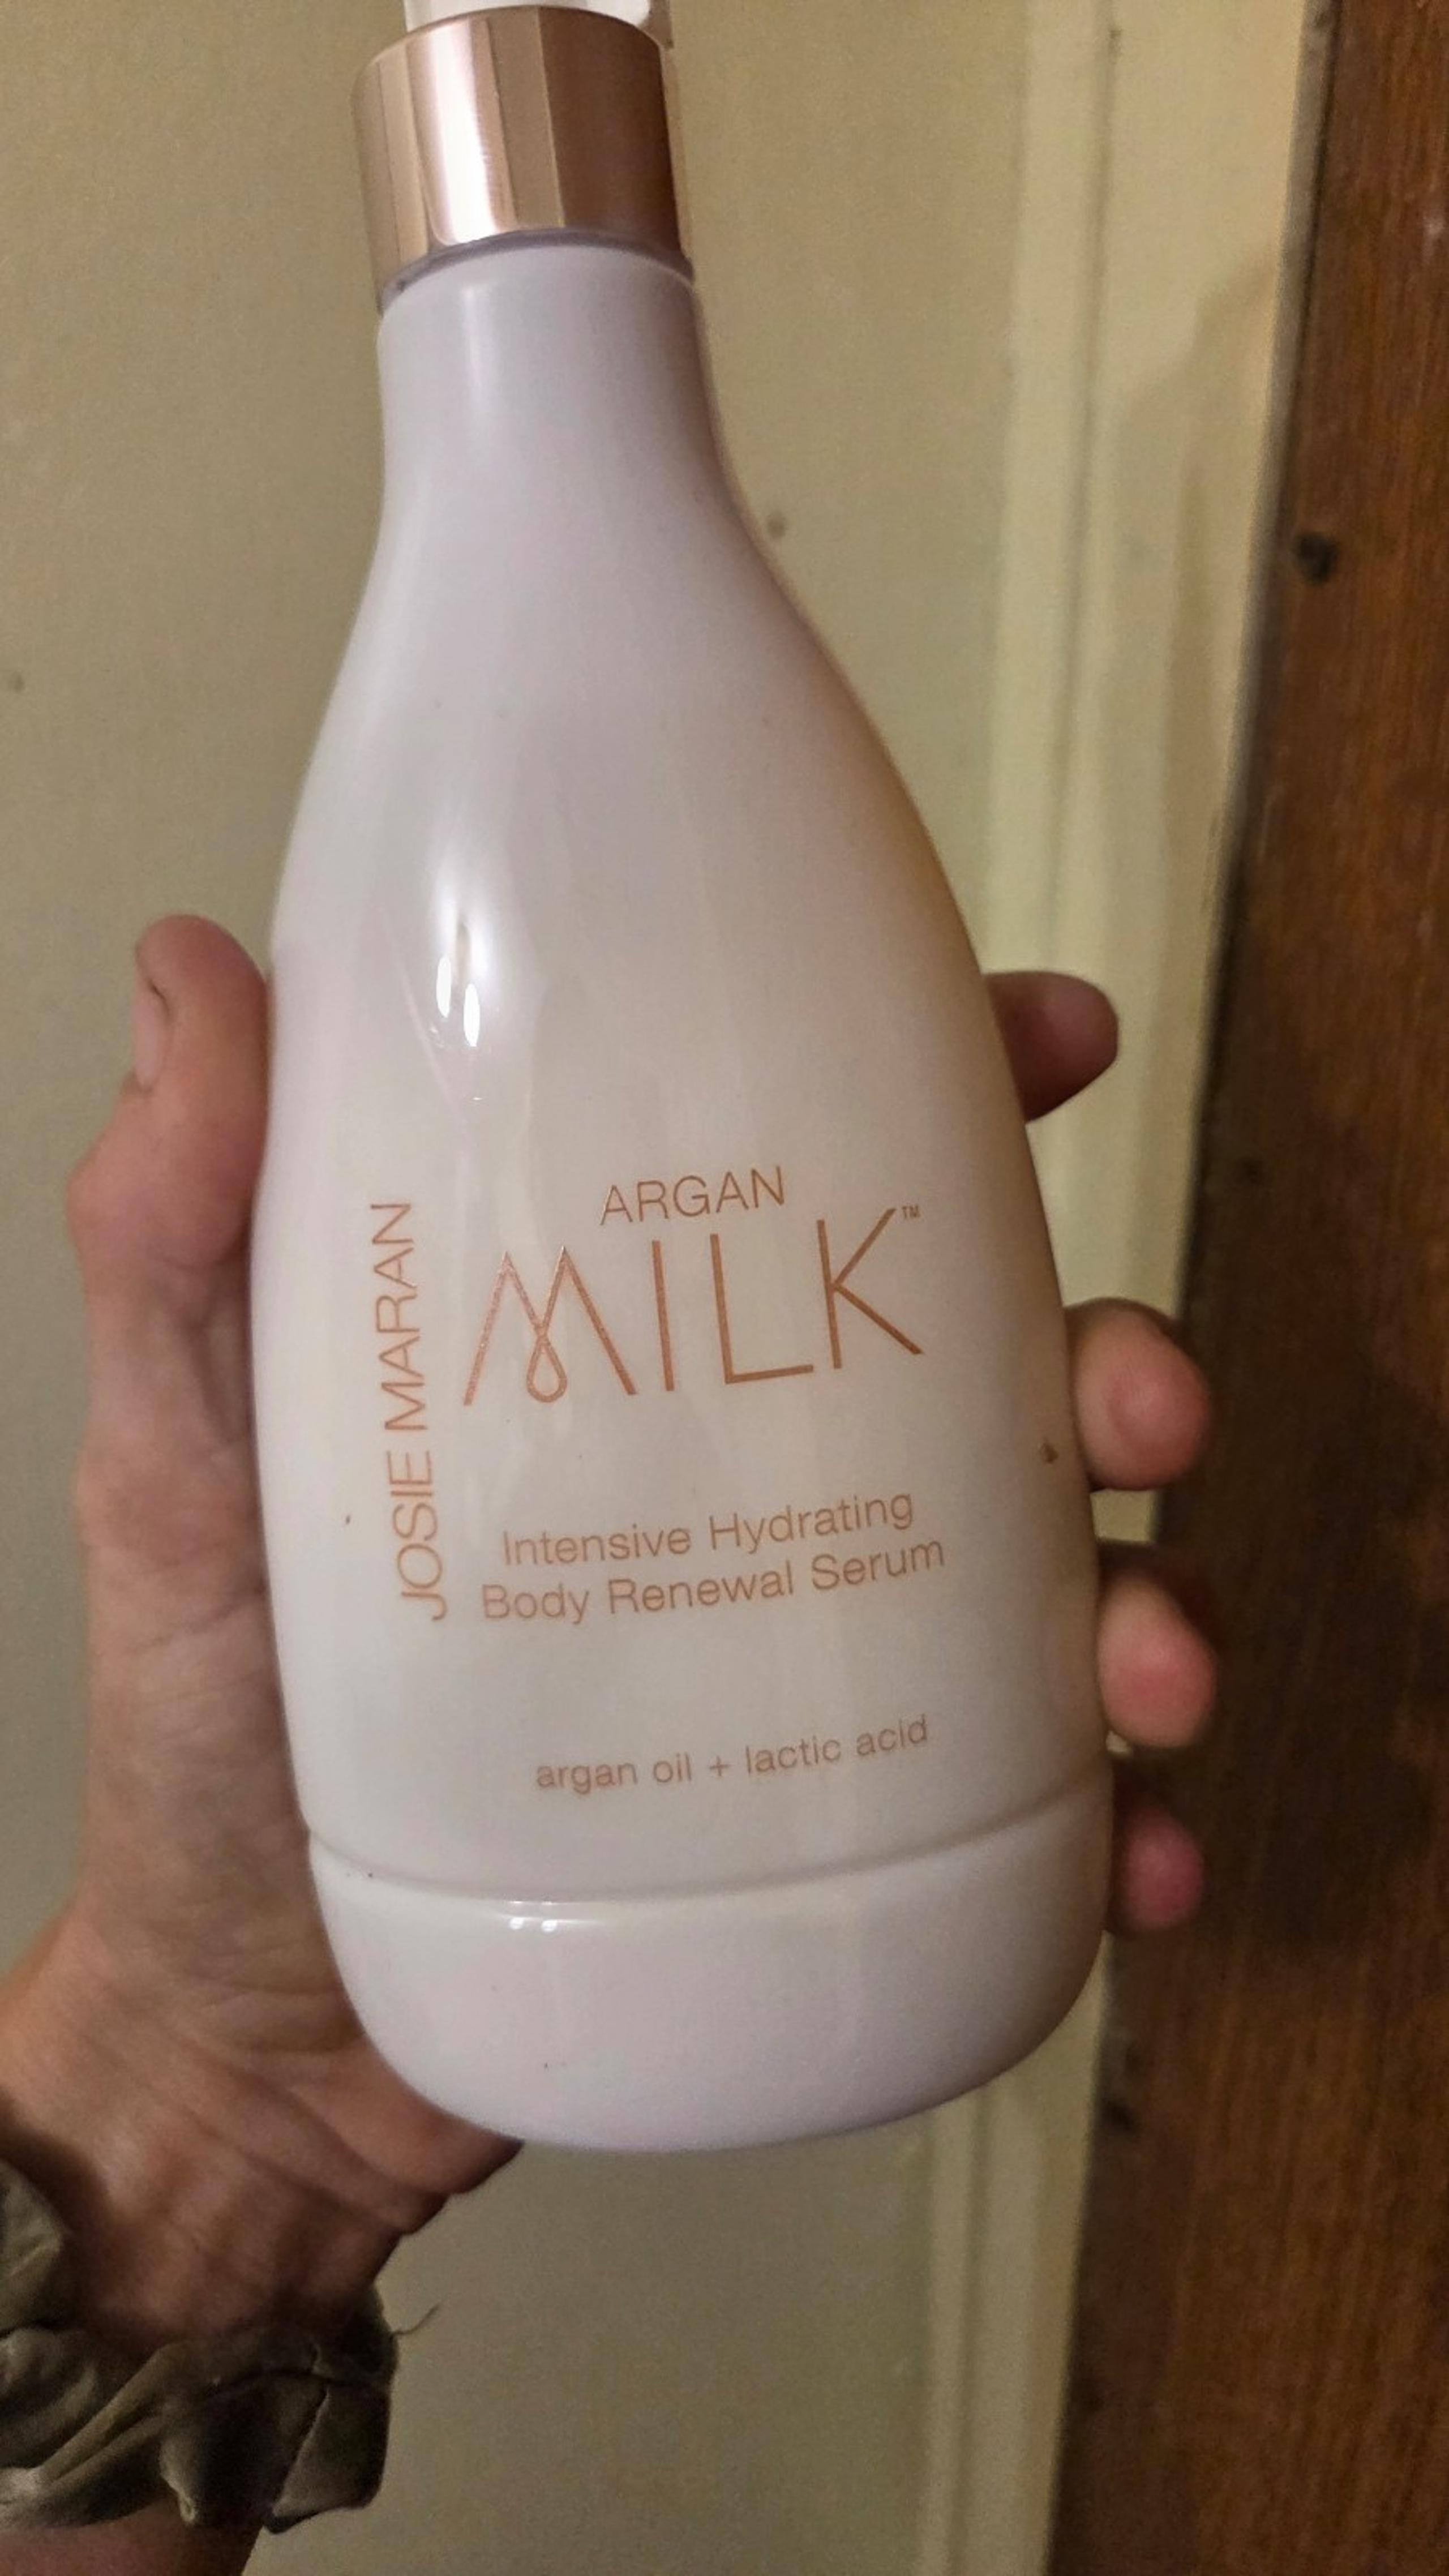 JOSIE MARAN
ARGAN
MILK™
Intensive Hydrating
Body Renewal Serum
argan oil + lactic acid